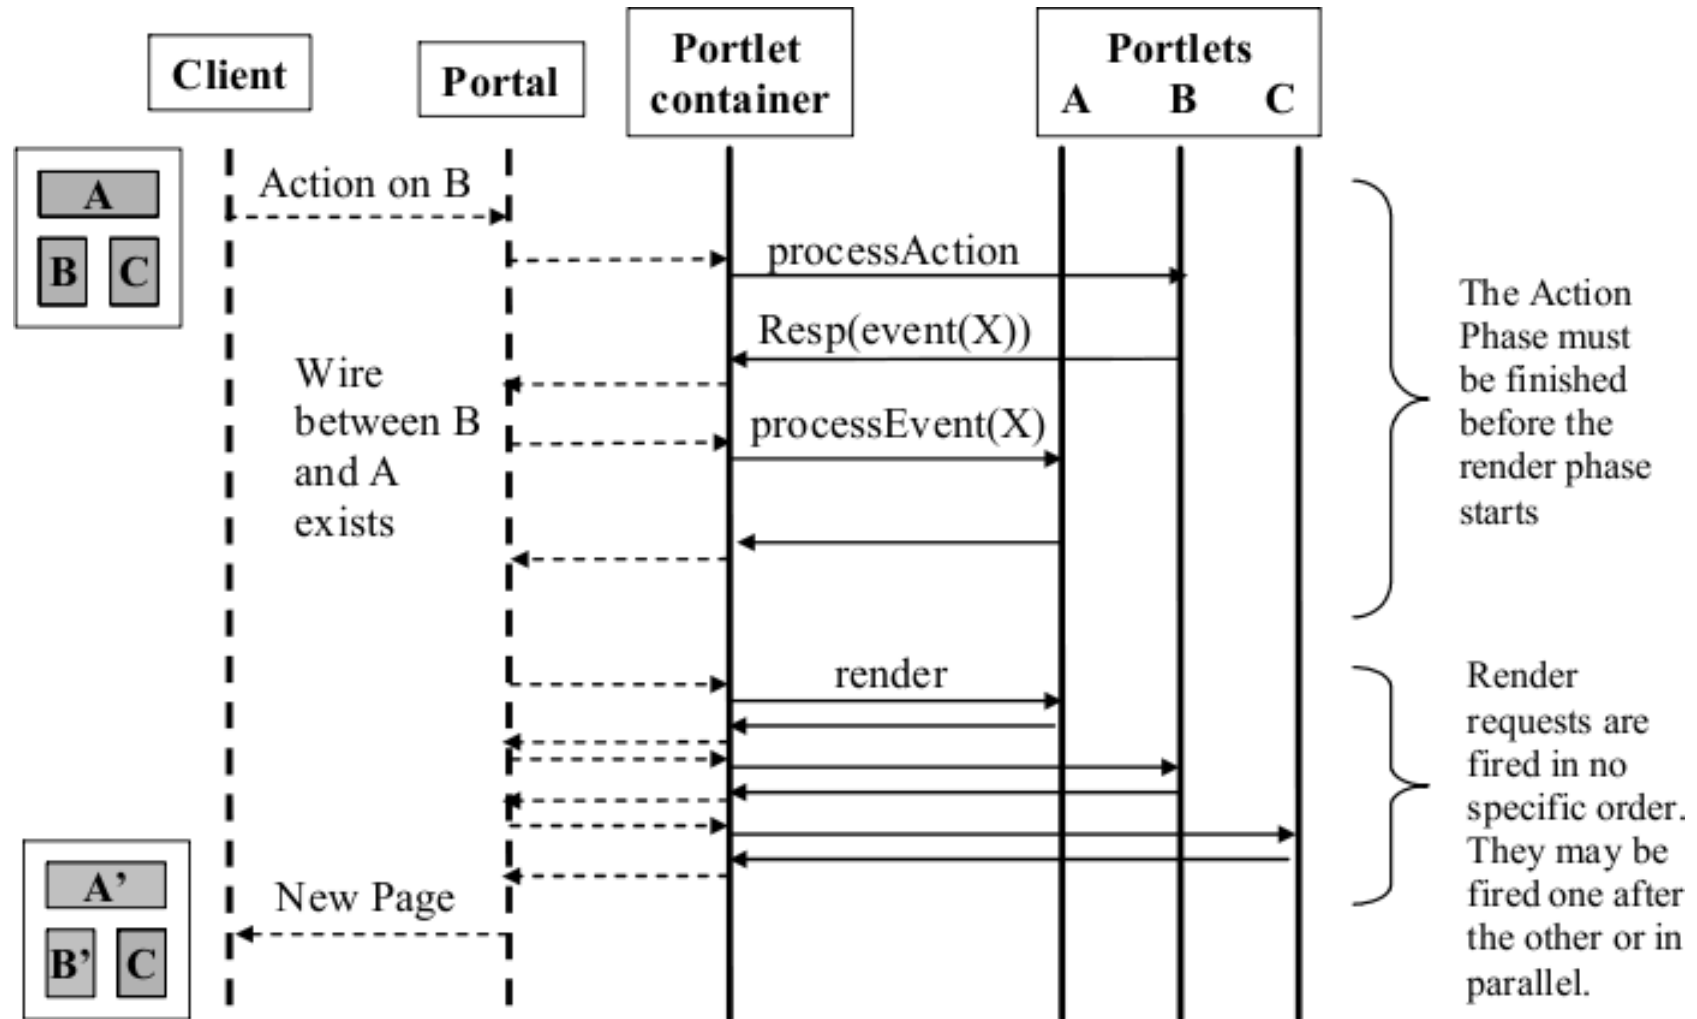 Client
Portal
Portlet
container
Portlets
A B C
A
B C
Action on B
processAction
Resp(event(X))
Wire
between B
and A
exists
processEvent(X)
The Action
Phase must
be finished
before the
render phase
starts
render
Render
requests are
fired in no
specific order.
They may be
fired one after
the other or in
parallel.
A’
B’ C
New Page